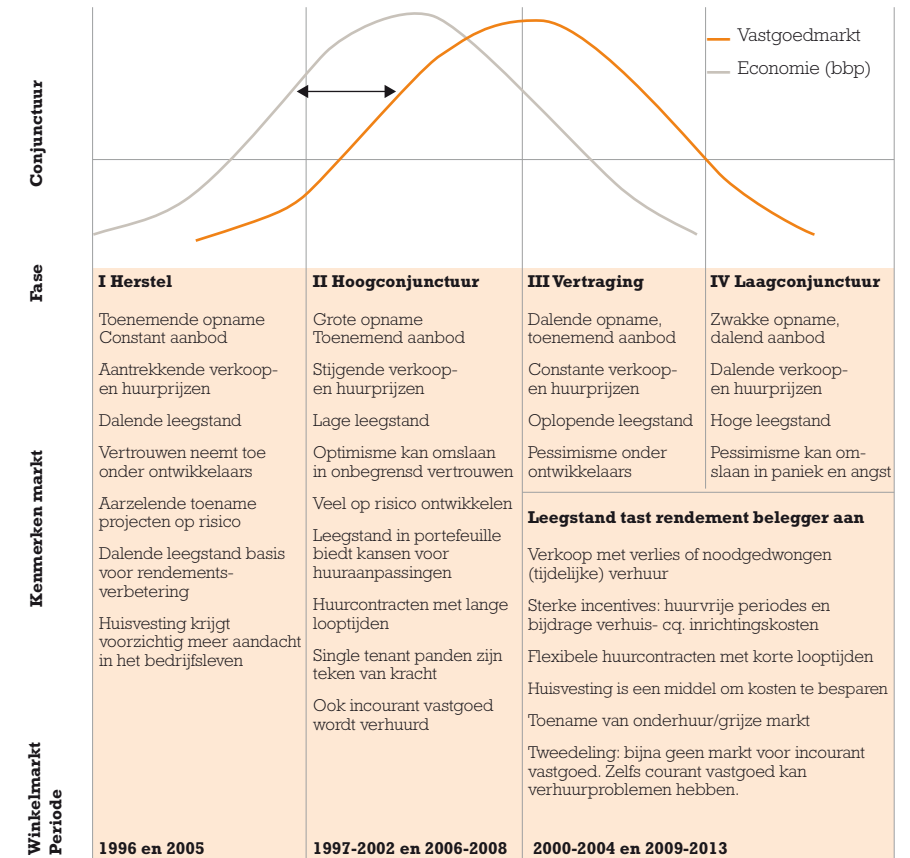 Vastgoedmarkt
Economie (bbp)
Conjunctuur
Fase
I Herstel
II Hoogconjunctuur
III Vertraging
IV Laagconjunctuur
Kenmerken markt
Toenemende opname
Constant aanbod
Aantrekkende verkoop-
en huurprijzen
Dalende leegstand
Vertrouwen neemt toe
onder ontwikkelaars
Aarzelende toename
projecten op risico
Dalende leegstand basis
voor rendements-
verbetering
Huisvesting krijgt
voorzichtig meer aandacht
in het bedrijfsleven
Grote opname
Toenemend aanbod
Stijgende verkoop-
en huurprijzen
Lage leegstand
Optimisme kan omslaan
in onbegrensd vertrouwen
Veel op risico ontwikkelen
Leegstand in portefeuille
biedt kansen voor
huuraanpassingen
Huurcontracten met lange
looptijden
Single tenant panden zijn
teken van kracht
Ook incourant vastgoed
wordt verhuurd
Dalende opname,
toenemend aanbod
Constante verkoop-
en huurprijzen
Oplopende leegstand
Pessimisme onder
ontwikkelaars
Zwakke opname,
dalend aanbod
Dalende verkoop-
en huurprijzen
Hoge leegstand
Pessimisme kan om-
slaan in paniek en angst
Leegstand tast rendement belegger aan
Verkoop met verlies of noodgedwongen
(tijdelijke) verhuur
Sterke incentives: huurvrije periodes en
bijdrage verhuis- cq. inrichtingskosten
Flexibele huurcontracten met korte looptijden
Huisvesting is een middel om kosten te besparen
Toename van onderhuur/grijze markt
Tweedeling: bijna geen markt voor incourant
vastgoed. Zelfs courant vastgoed kan
verhuurproblemen hebben.
Winkelmarkt
Periode
1996 en 2005
1997-2002 en 2006-2008
2000-2004 en 2009-2013